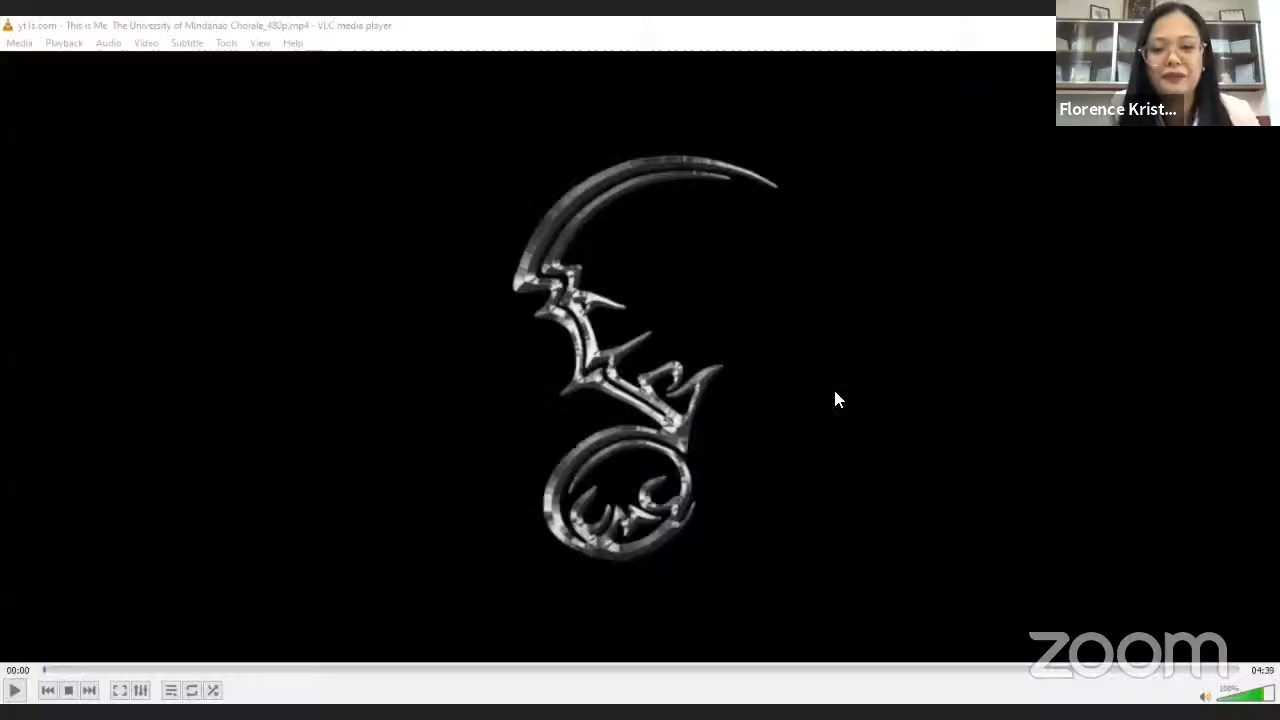 yt1s.com - This is Me  The University of Mindanao Chorale_480p.mp4 - VLC media player
Media Playback Audio Video Subtitle Tools View Help
Florence Krist...
00:00
04:39
100%
zoom